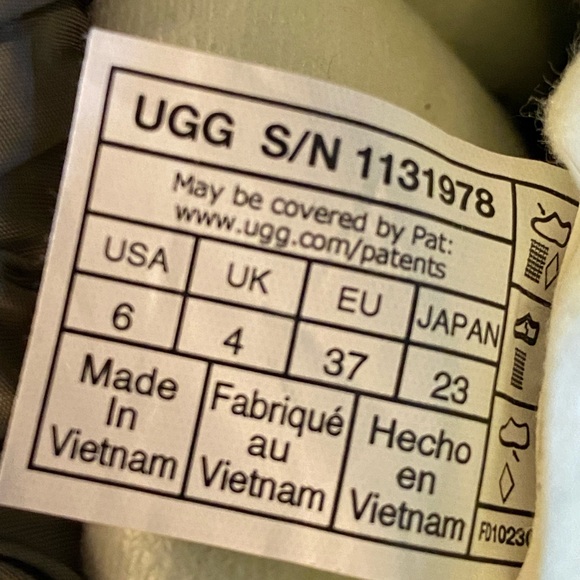 UGG S/N 1131978
May be covered by Pat:
www.ugg.com/patents
USA UK EU JAPAN
6 4 37 23
Made
In
Vietnam
Fabriqué
au
Vietnam
Hecho
en
Vietnam